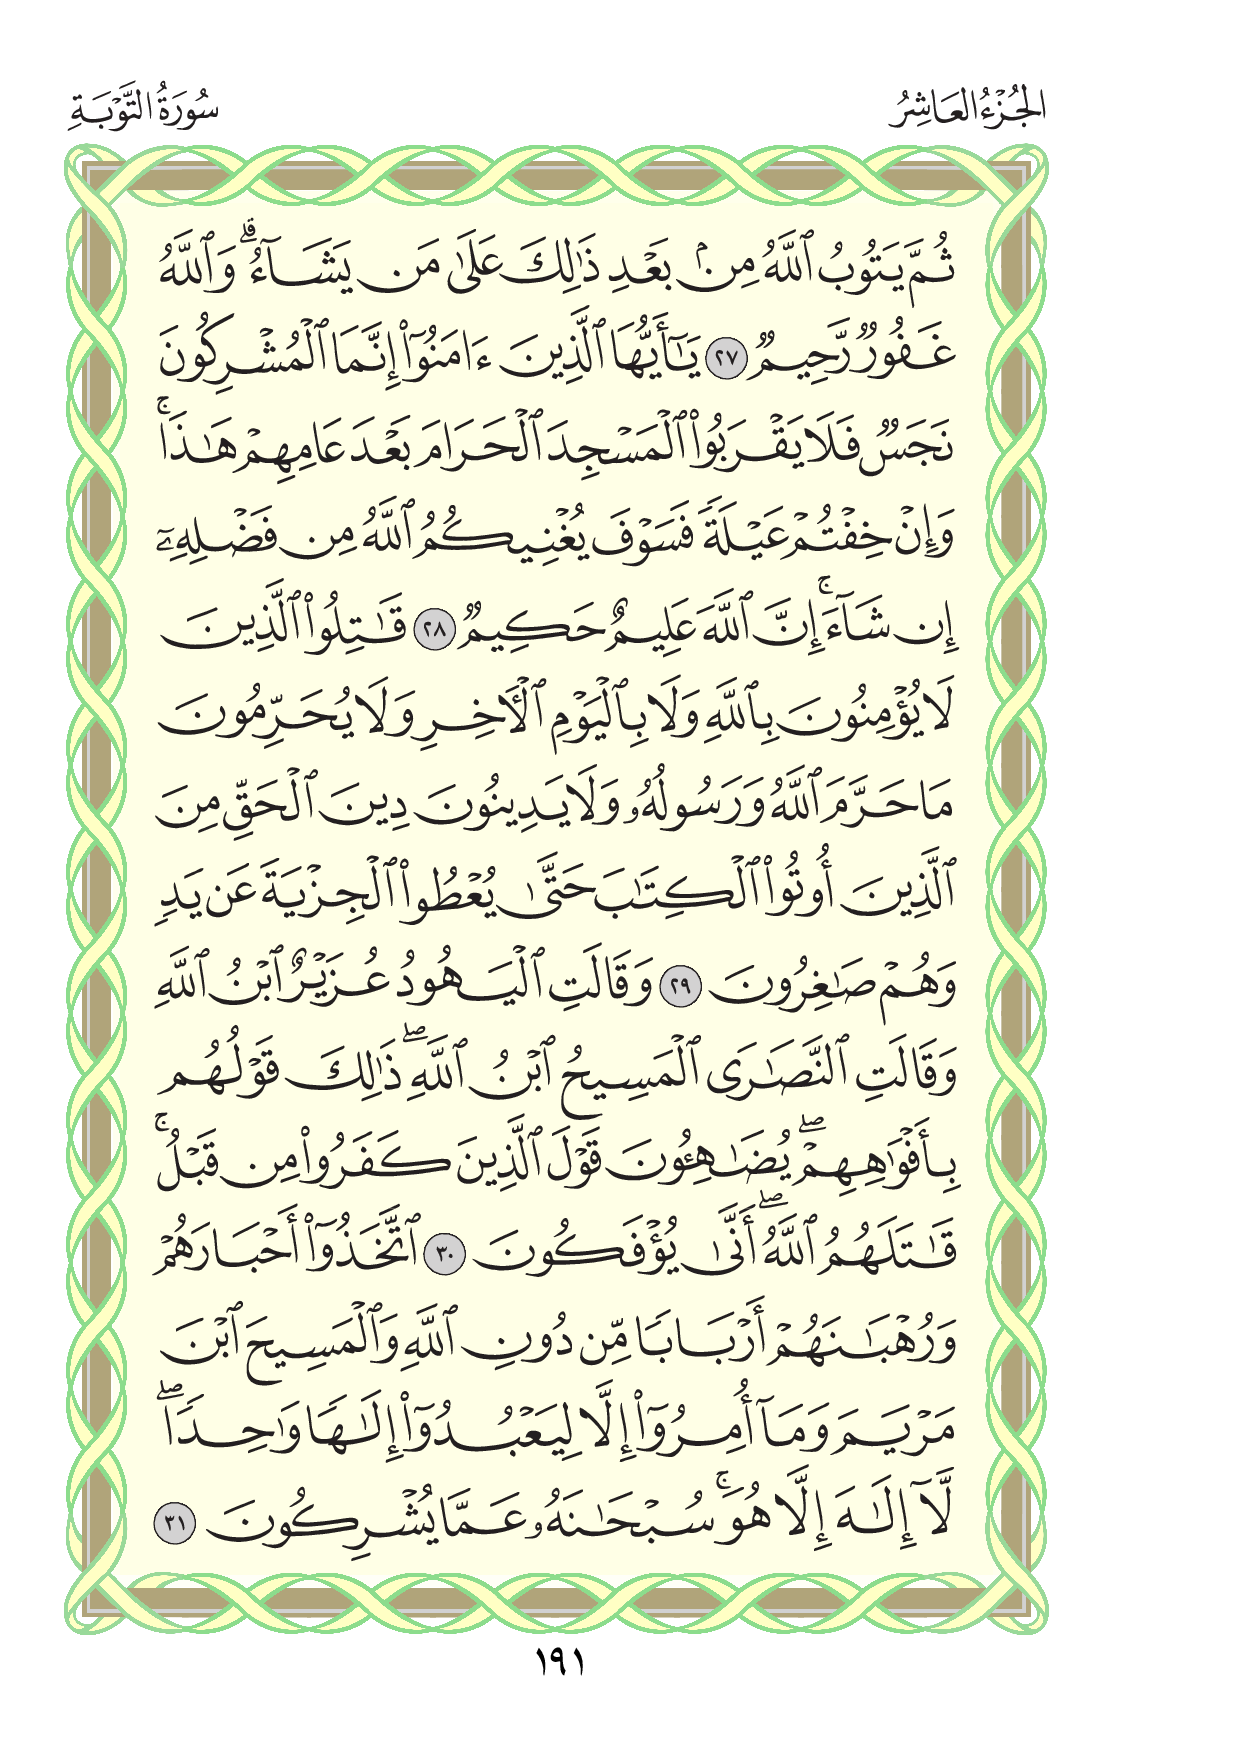 الجُزْءُ العَاشِرُ
سُورَةُ التَّوْبَةِ
ثُمَّ يَتُوبُ ٱللَّهُ مِنۢ بَعْدِ ذَٰلِكَ عَلَىٰ مَن يَشَآءُۗ وَٱللَّهُ
غَفُورٌ رَّحِيمٌ ٢٧ يَٰٓأَيُّهَا ٱلَّذِينَ ءَامَنُوٓا۟ إِنَّمَا ٱلْمُشْرِكُونَ
نَجَسٌ فَلَا يَقْرَبُوا۟ ٱلْمَسْجِدَ ٱلْحَرَامَ بَعْدَ عَامِهِمْ هَٰذَاۚ
وَإِنْ خِفْتُمْ عَيْلَةً فَسَوْفَ يُغْنِيكُمُ ٱللَّهُ مِن فَضْلِهِۦٓ
إِن شَآءَۚ إِنَّ ٱللَّهَ عَلِيمٌ حَكِيمٌ ٢٨ قَٰتِلُوا۟ ٱلَّذِينَ
لَا يُؤْمِنُونَ بِٱللَّهِ وَلَا بِٱلْيَوْمِ ٱلْـَٔاخِرِ وَلَا يُحَرِّمُونَ
مَا حَرَّمَ ٱللَّهُ وَرَسُولُهُۥ وَلَا يَدِينُونَ دِينَ ٱلْحَقِّ مِنَ
ٱلَّذِينَ أُوتُوا۟ ٱلْكِتَٰبَ حَتَّىٰ يُعْطُوا۟ ٱلْجِزْيَةَ عَن يَدٍ
وَهُمْ صَٰغِرُونَ ٢٩ وَقَالَتِ ٱلْيَهُودُ عُزَيْرٌ ٱبْنُ ٱللَّهِ
وَقَالَتِ ٱلنَّصَٰرَى ٱلْمَسِيحُ ٱبْنُ ٱللَّهِۖ ذَٰلِكَ قَوْلُهُم
بِأَفْوَٰهِهِمْۖ يُضَٰهِـُٔونَ قَوْلَ ٱلَّذِينَ كَفَرُوا۟ مِن قَبْلُۚ
قَٰتَلَهُمُ ٱللَّهُۖ أَنَّىٰ يُؤْفَكُونَ ٣٠ ٱتَّخَذُوٓا۟ أَحْبَارَهُمْ
وَرُهْبَٰنَهُمْ أَرْبَابًا مِّن دُونِ ٱللَّهِ وَٱلْمَسِيحَ ٱبْنَ
مَرْيَمَ وَمَآ أُمِرُوٓا۟ إِلَّا لِيَعْبُدُوٓا۟ إِلَٰهًا وَٰحِدًاۖ
لَّآ إِلَٰهَ إِلَّا هُوَۚ سُبْحَٰنَهُۥ عَمَّا يُشْرِكُونَ ٣١
١٩١